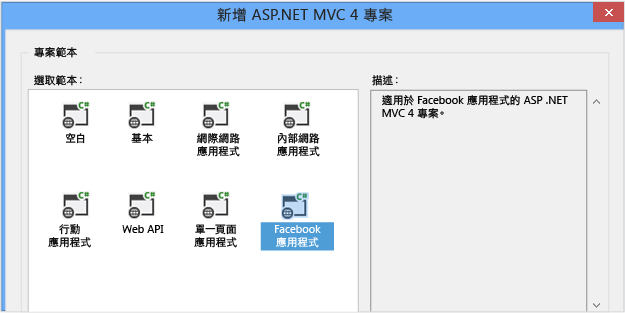 新增 ASP.NET MVC 4 專案
專案範本
選取範本：
描述：
C#
C#
C#
C#
空白
基本
網際網路
應用程式
內部網路
應用程式
適用於 Facebook 應用程式的 ASP .NET
MVC 4 專案。
C#
C#
C#
C#
行動
應用程式
Web API
單一頁面
應用程式
Facebook
應用程式